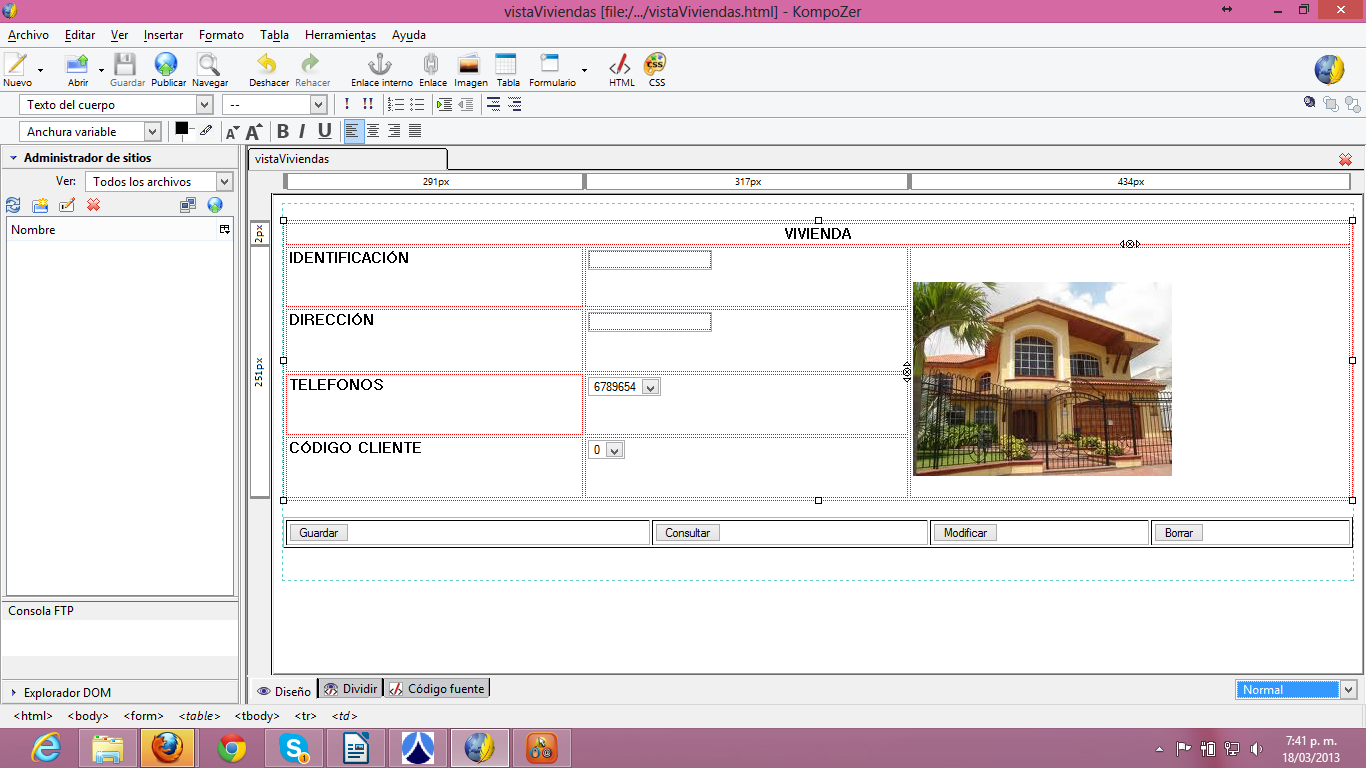 vistaViviendas [file:/.../vistaViviendas.html] - KompoZer
Archivo Editar Ver Insertar Formato Tabla Herramientas Ayuda
Nuevo Abrir Guardar Publicar Navegar Deshacer Rehacer Enlace interno Enlace Imagen Tabla Formulario HTML CSS
Texto del cuerpo -- ! !!
Anchura variable A A B I U
Administrador de sitios
Ver: Todos los archivos
Nombre
Consola FTP
Explorador DOM
vistaViviendas
291px 317px 434px
2px
251px
VIVIENDA
IDENTIFICACIÓN
DIRECCIÓN
TELEFONOS 6789654
CÓDIGO CLIENTE 0
Guardar Consultar Modificar Borrar
Diseño Dividir Código fuente Normal
<html> <body> <form> <table> <tbody> <tr> <td>
7:41 p. m.
18/03/2013